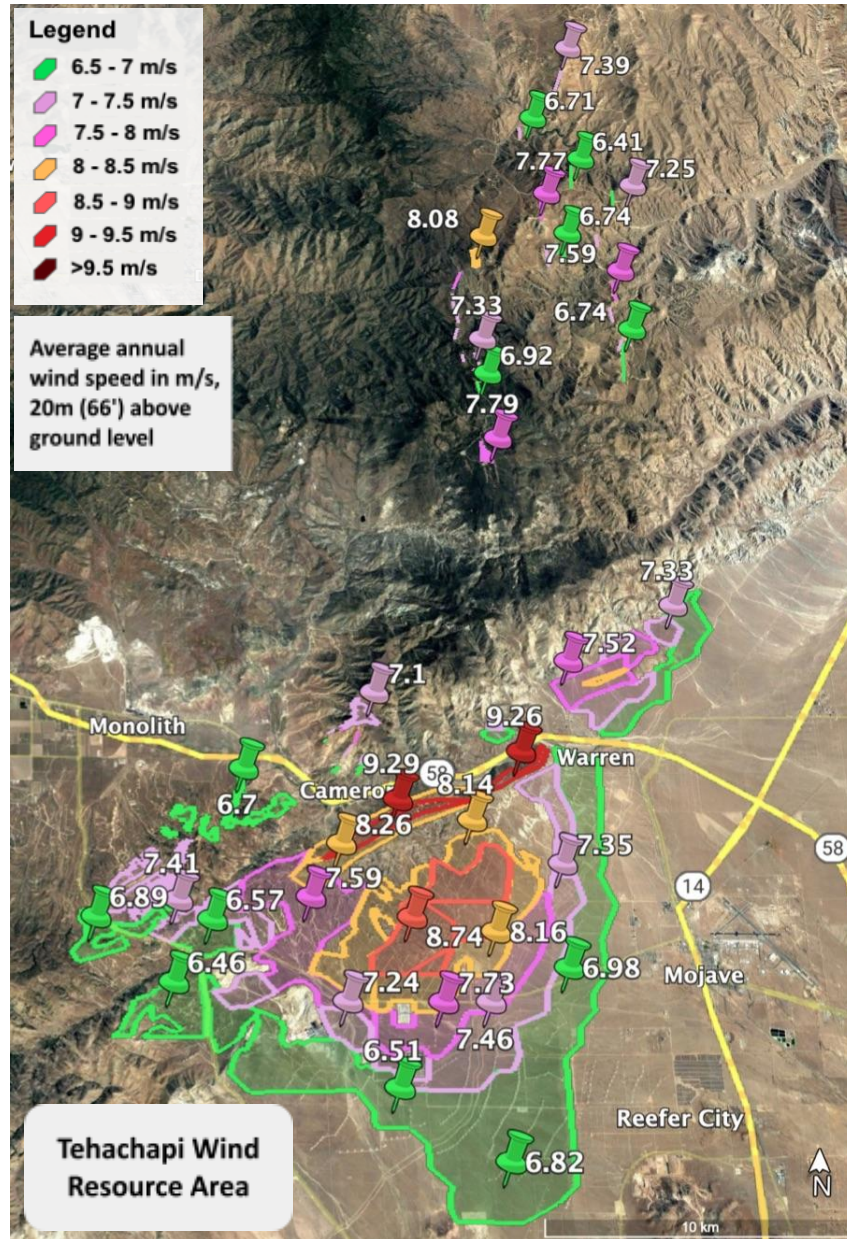 Legend
6.5 - 7 m/s
7 - 7.5 m/s
7.5 - 8 m/s
8 - 8.5 m/s
8.5 - 9 m/s
9 - 9.5 m/s
>9.5 m/s
Average annual
wind speed in m/s,
20m (66') above
ground level
7.39
6.71
6.41
7.77
7.25
8.08
6.74
7.59
7.33
6.74
6.92
7.79
7.33
7.52
7.1
9.26
Monolith
Warren
9.29
58
8.14
Camero
6.7
8.26
7.35
58
7.41
7.59
14
6.89
6.57
8.74
8.16
6.98
Mojave
6.46
7.24
7.73
7.46
6.51
Reefer City
Tehachapi Wind
Resource Area
6.82
N
10 km